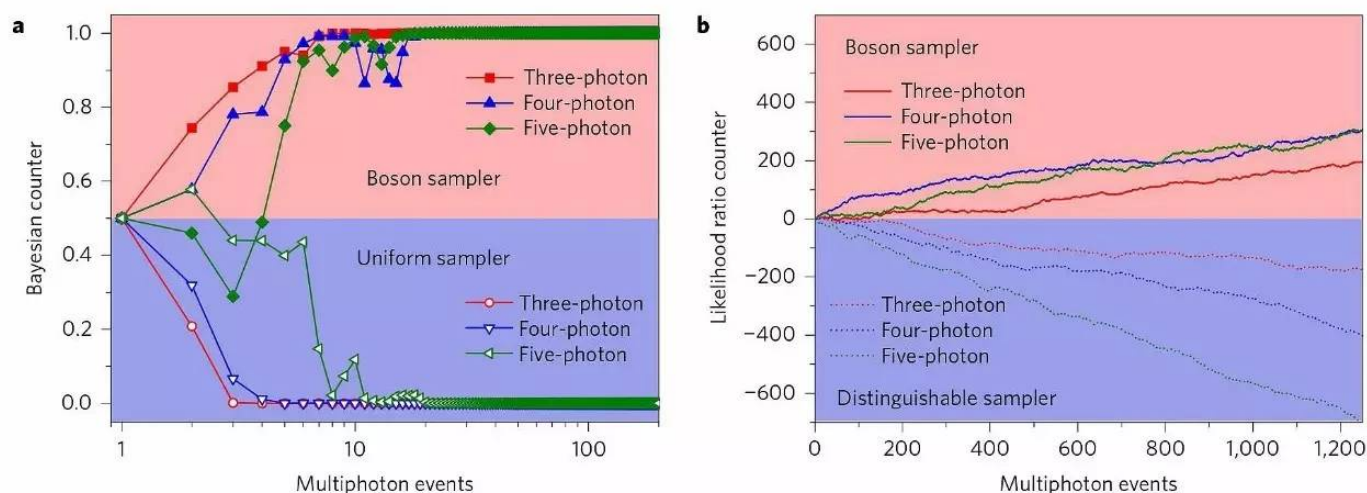 a
1.0
0.8
0.6
0.4
0.2
0.0
Bayesian counter
Three-photon
Four-photon
Five-photon
Boson sampler
Uniform sampler
Three-photon
Four-photon
Five-photon
1
10
100
Multiphoton events
b
600
400
200
0
−200
−400
−600
Likelihood ratio counter
Boson sampler
Three-photon
Four-photon
Five-photon
Three-photon
Four-photon
Five-photon
Distinguishable sampler
0
200
400
600
800
1,000
1,200
Multiphoton events